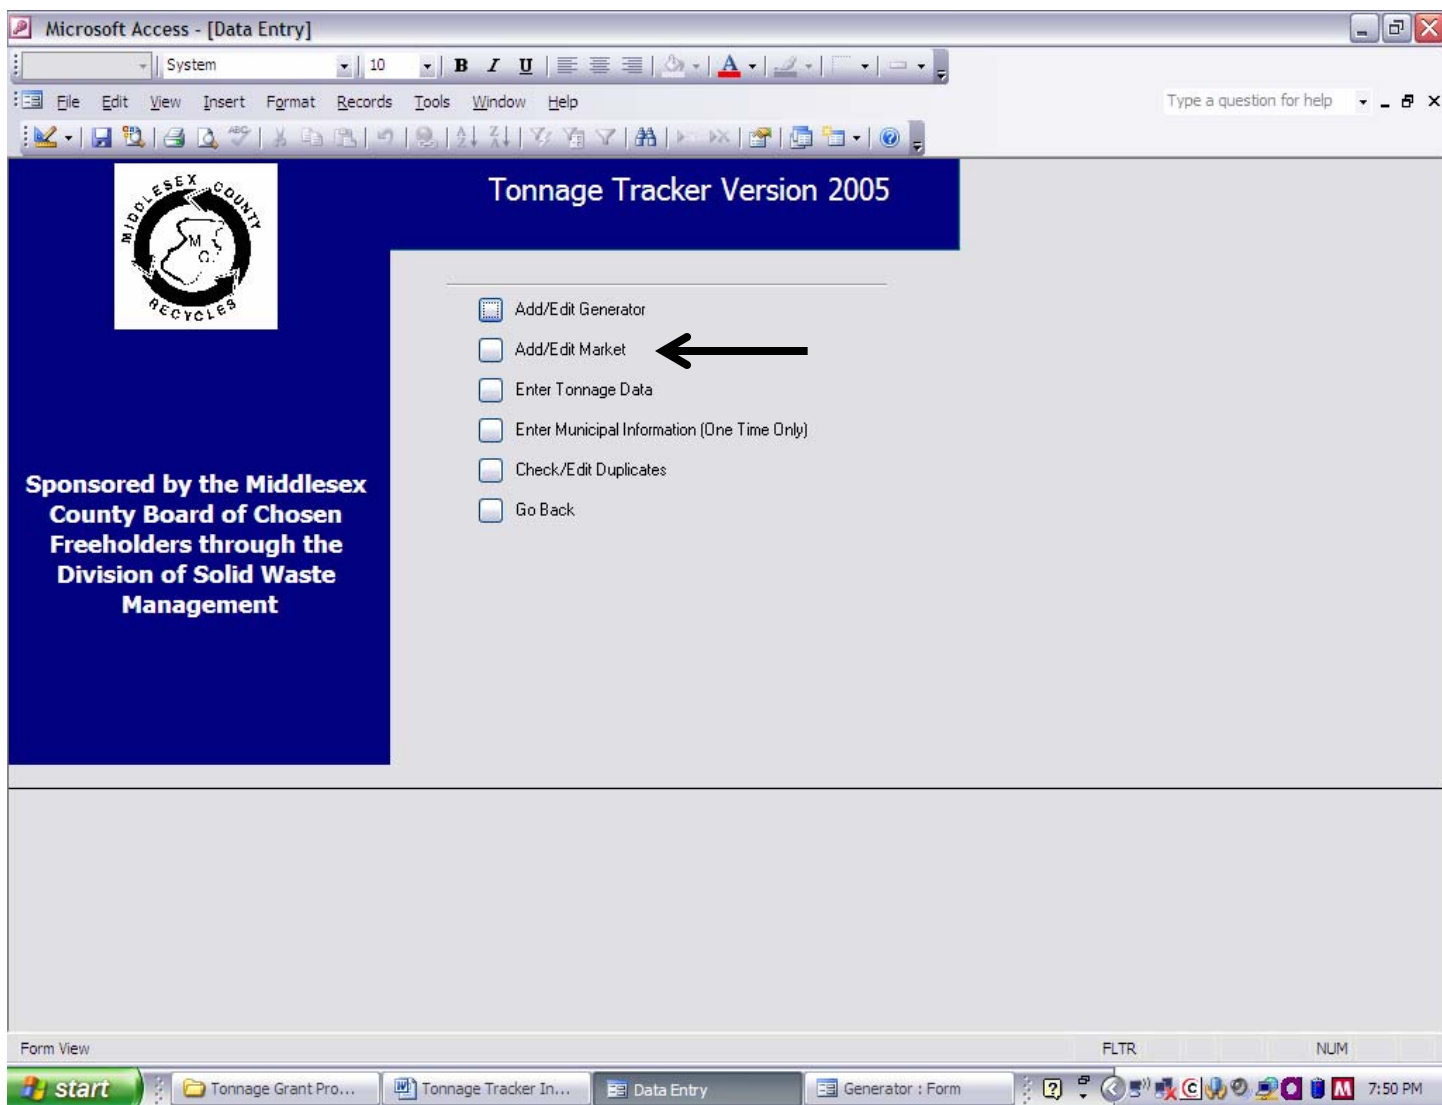 Microsoft Access - [Data Entry]
System 10 B I U A
File Edit View Insert Format Records Tools Window Help
Type a question for help
MIDDLESEX COUNTY
M
C.
RECYCLES
Tonnage Tracker Version 2005
Add/Edit Generator
Add/Edit Market
Enter Tonnage Data
Enter Municipal Information (One Time Only)
Check/Edit Duplicates
Go Back
Sponsored by the Middlesex
County Board of Chosen
Freeholders through the
Division of Solid Waste
Management
Form View FLTR NUM
start Tonnage Grant Pro... Tonnage Tracker In... Data Entry Generator : Form 7:50 PM